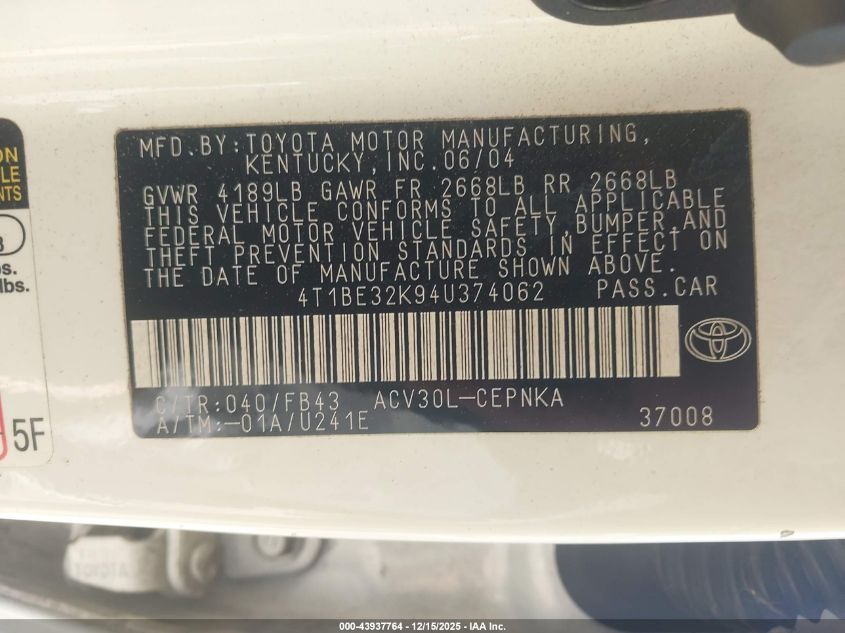 MFD.BY:TOYOTA MOTOR MANUFACTURING,
KENTUCKY,INC.06/04
GVWR 4189LB GAWR FR 2668LB RR 2668LB
THIS VEHICLE CONFORMS TO ALL APPLICABLE
FEDERAL MOTOR VEHICLE SAFETY,BUMPER,AND
THEFT PREVENTION STANDARDS IN EFFECT ON
THE DATE OF MANUFACTURE SHOWN ABOVE.
4T1BE32K94U374062 PASS.CAR
C/TR:040/FB43 ACV30L-CEPNKA
A/TM:-01A/U241E 37008
lbs.
5F
TOYOTA
000-43937764 - 12/15/2025 - IAA Inc.